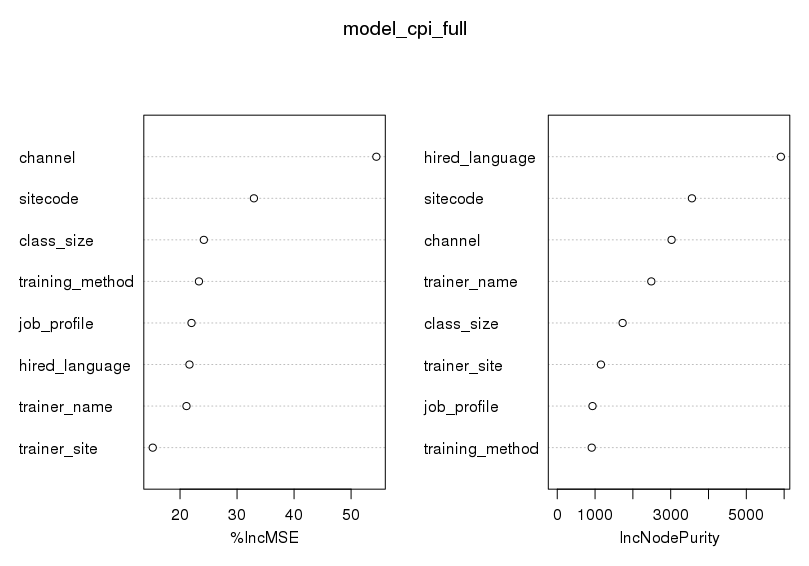 model_cpi_full
channel
sitecode
class_size
training_method
job_profile
hired_language
trainer_name
trainer_site
20 30 40 50
%IncMSE
hired_language
sitecode
channel
trainer_name
class_size
trainer_site
job_profile
training_method
0 1000 3000 5000
IncNodePurity